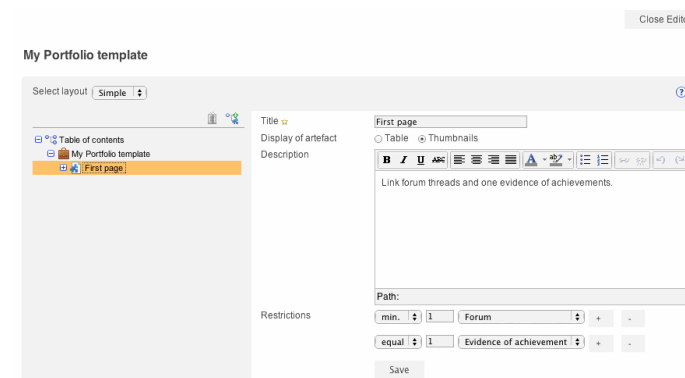 Close Edito
My Portfolio template
Select layout Simple
Title
First page
Table of contents
Display of artefact
Table
Thumbnails
My Portfolio template
Description
B I U ABC A ab
First page
Link forum threads and one evidence of achievements.
Path:
Restrictions
min. 1 Forum + -
equal 1 Evidence of achievement + -
Save